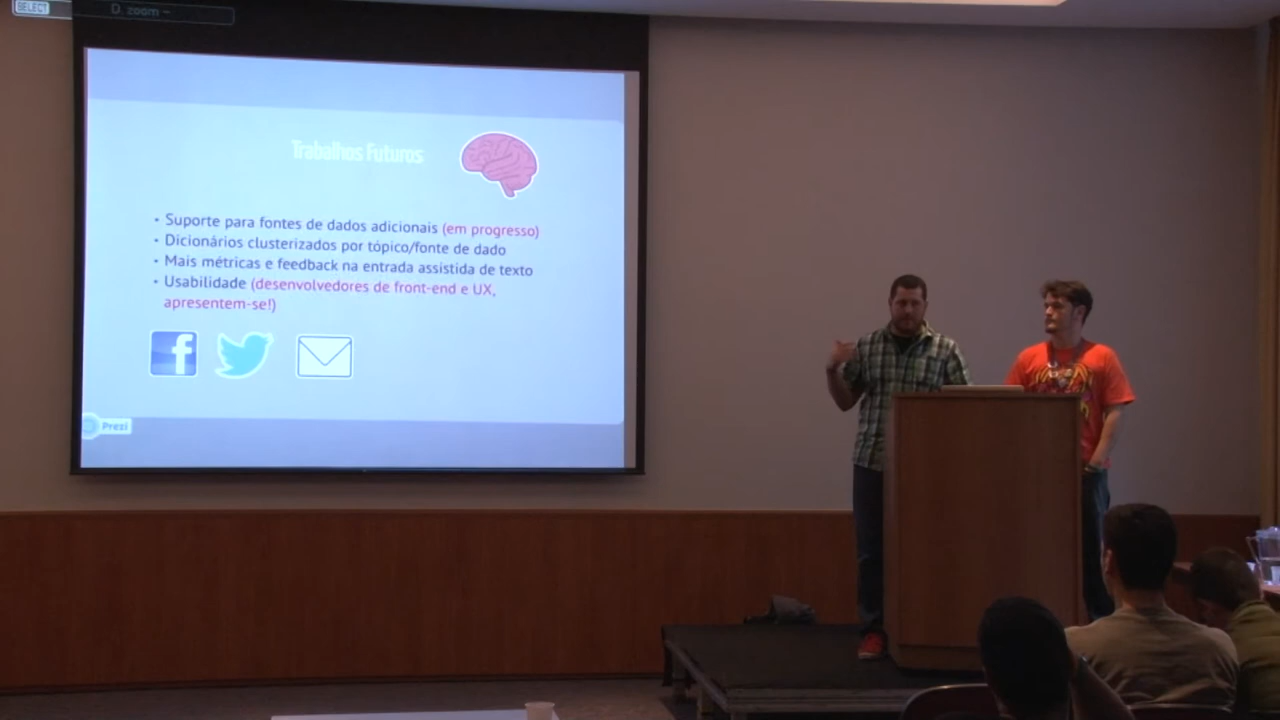 SELECT
D. zoom -
Trabalhos Futuros
• Suporte para fontes de dados adicionais (em progresso)
• Dicionários clusterizados por tópico/fonte de dado
• Mais métricas e feedback na entrada assistida de texto
• Usabilidade (desenvolvedores de front-end e UX,
apresentem-se!)
f
Prezi